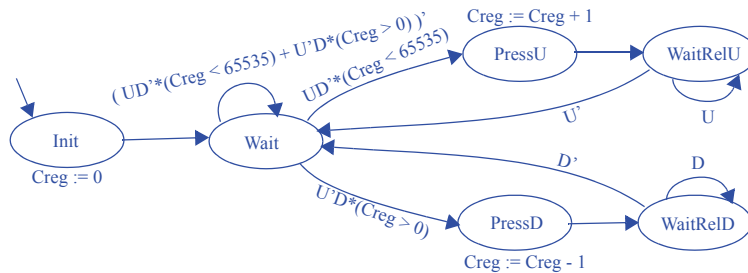 Creg := Creg + 1
( UD’*(Creg < 65535) + U’D*(Creg > 0) )’
UD’*(Creg < 65535)
PressU
WaitRelU
U
U’
Init
Creg := 0
Wait
D’
D
U’D*(Creg > 0)
PressD
WaitRelD
Creg := Creg - 1